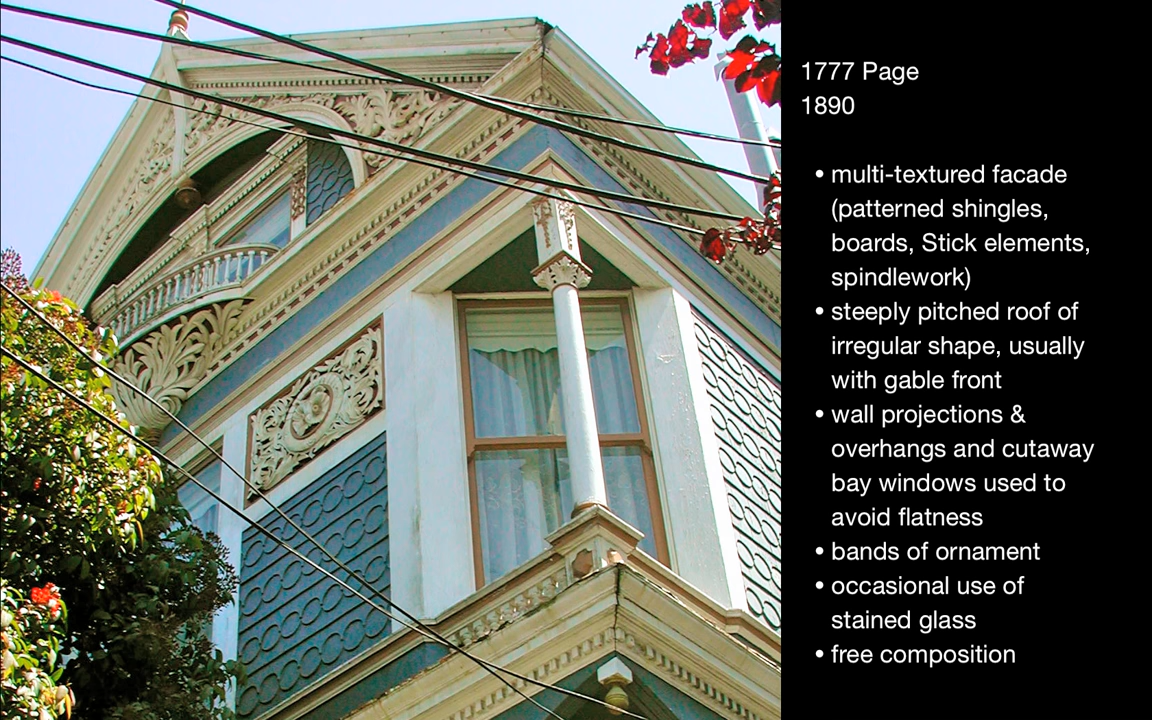 1777 Page
1890
• multi-textured facade
(patterned shingles,
boards, Stick elements,
spindlework)
• steeply pitched roof of
irregular shape, usually
with gable front
• wall projections &
overhangs and cutaway
bay windows used to
avoid flatness
• bands of ornament
• occasional use of
stained glass
• free composition